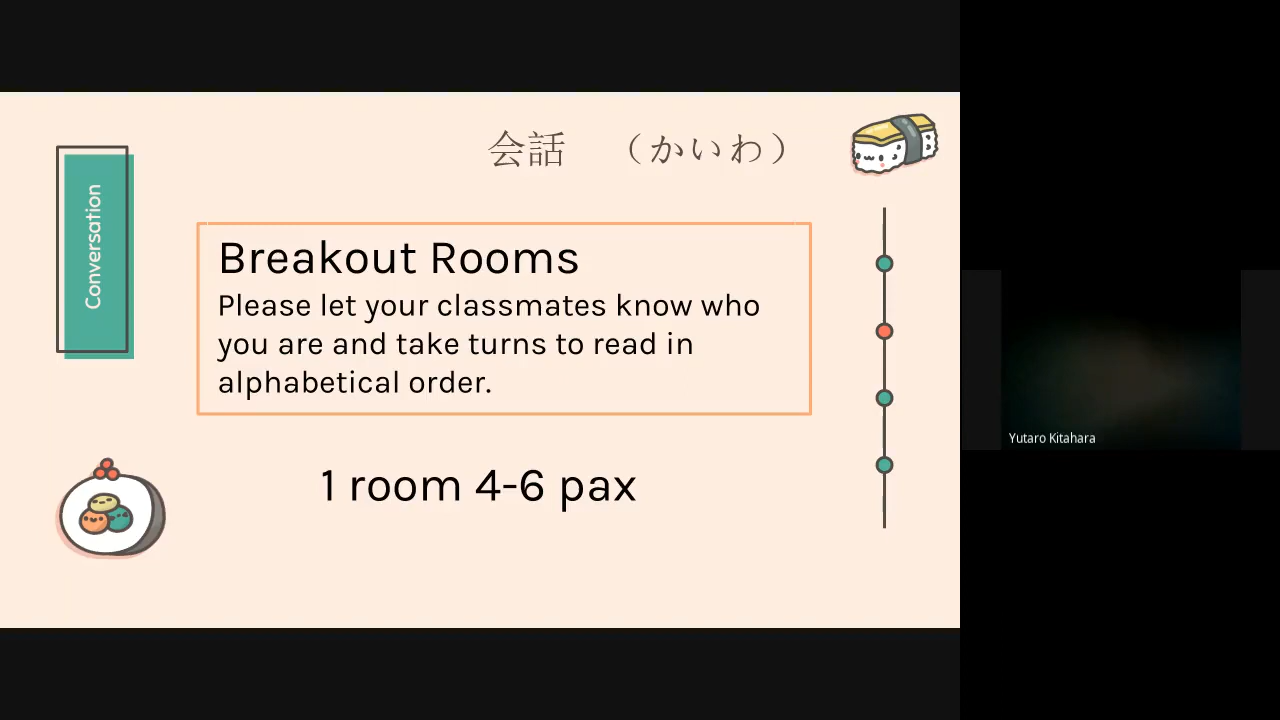 会話　（かいわ）
Conversation
Breakout Rooms
Please let your classmates know who
you are and take turns to read in
alphabetical order.
1 room 4-6 pax
Yutaro Kitahara